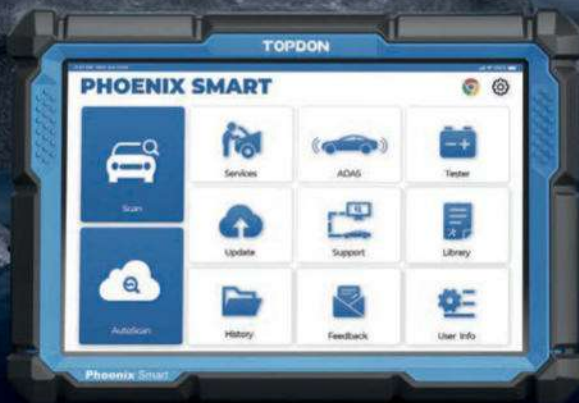 TOPDON
PHOENIX SMART
Scan
Services
ADAS
Tester
Update
Support
Library
AutoScan
History
Feedback
User Info
Phoenix Smart